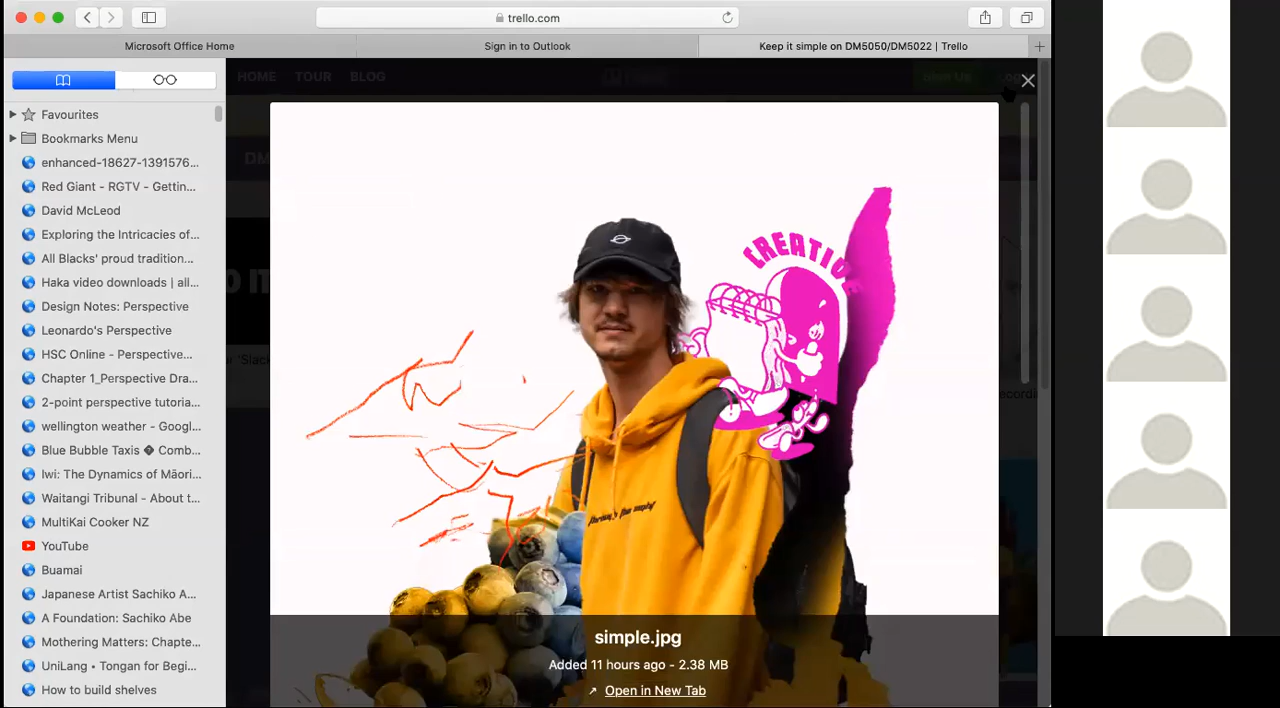 trello.com
Microsoft Office Home
Sign in to Outlook
Keep it simple on DM5050/DM5022 | Trello
HOME
TOUR
BLOG
Sign Up
Favourites
Bookmarks Menu
enhanced-18627-1391576...
Red Giant - RGTV - Gettin...
David McLeod
Exploring the Intricacies of...
All Blacks' proud tradition...
Haka video downloads | all...
Design Notes: Perspective
Leonardo's Perspective
HSC Online - Perspective...
Chapter 1_Perspective Dra...
2-point perspective tutoria...
wellington weather - Googl...
Blue Bubble Taxis � Comb...
Iwi: The Dynamics of Māori...
Waitangi Tribunal - About t...
MultiKai Cooker NZ
YouTube
Buamai
Japanese Artist Sachiko A...
A Foundation: Sachiko Abe
Mothering Matters: Chapte...
UniLang • Tongan for Begi...
How to build shelves
CREATIVE
simple.jpg
Added 11 hours ago - 2.38 MB
Open in New Tab